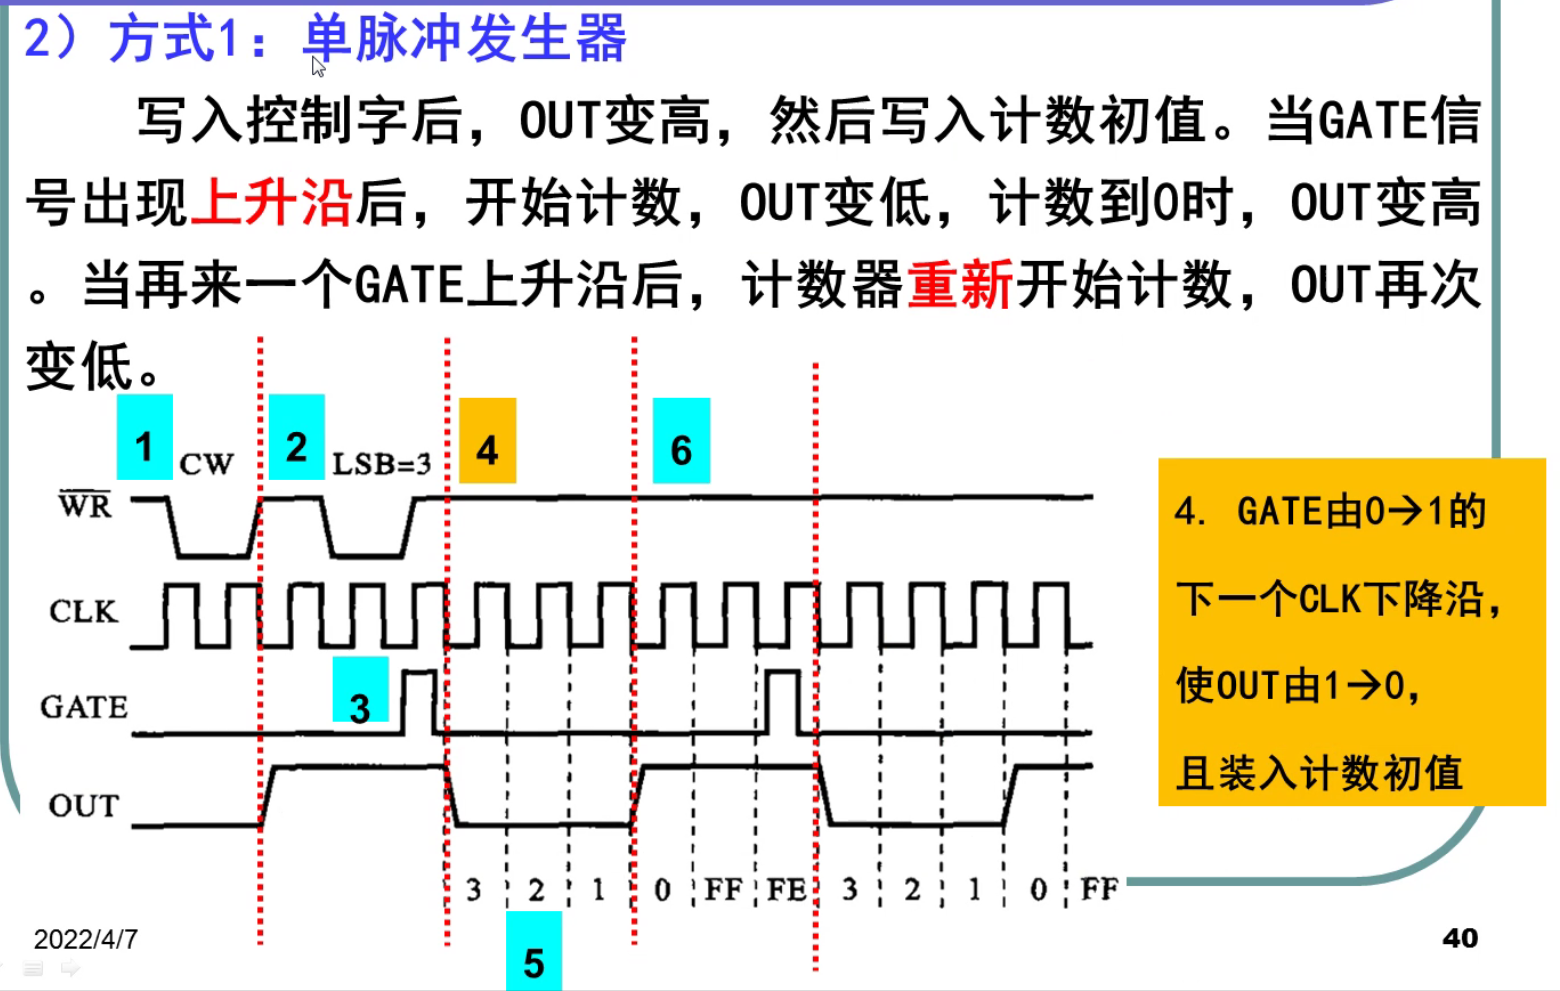 2）方式1：单脉冲发生器
写入控制字后，OUT变高，然后写入计数初值。当GATE信
号出现上升沿后，开始计数，OUT变低，计数到0时，OUT变高
。当再来一个GATE上升沿后，计数器重新开始计数，OUT再次
变低。
1 CW 2 LSB=3 4 6
WR
CLK
GATE 3
OUT
3 2 1 0 FF FE 3 2 1 0 FF
5
4. GATE由0→1的
下一个CLK下降沿，
使OUT由1→0，
且装入计数初值
2022/4/7
40